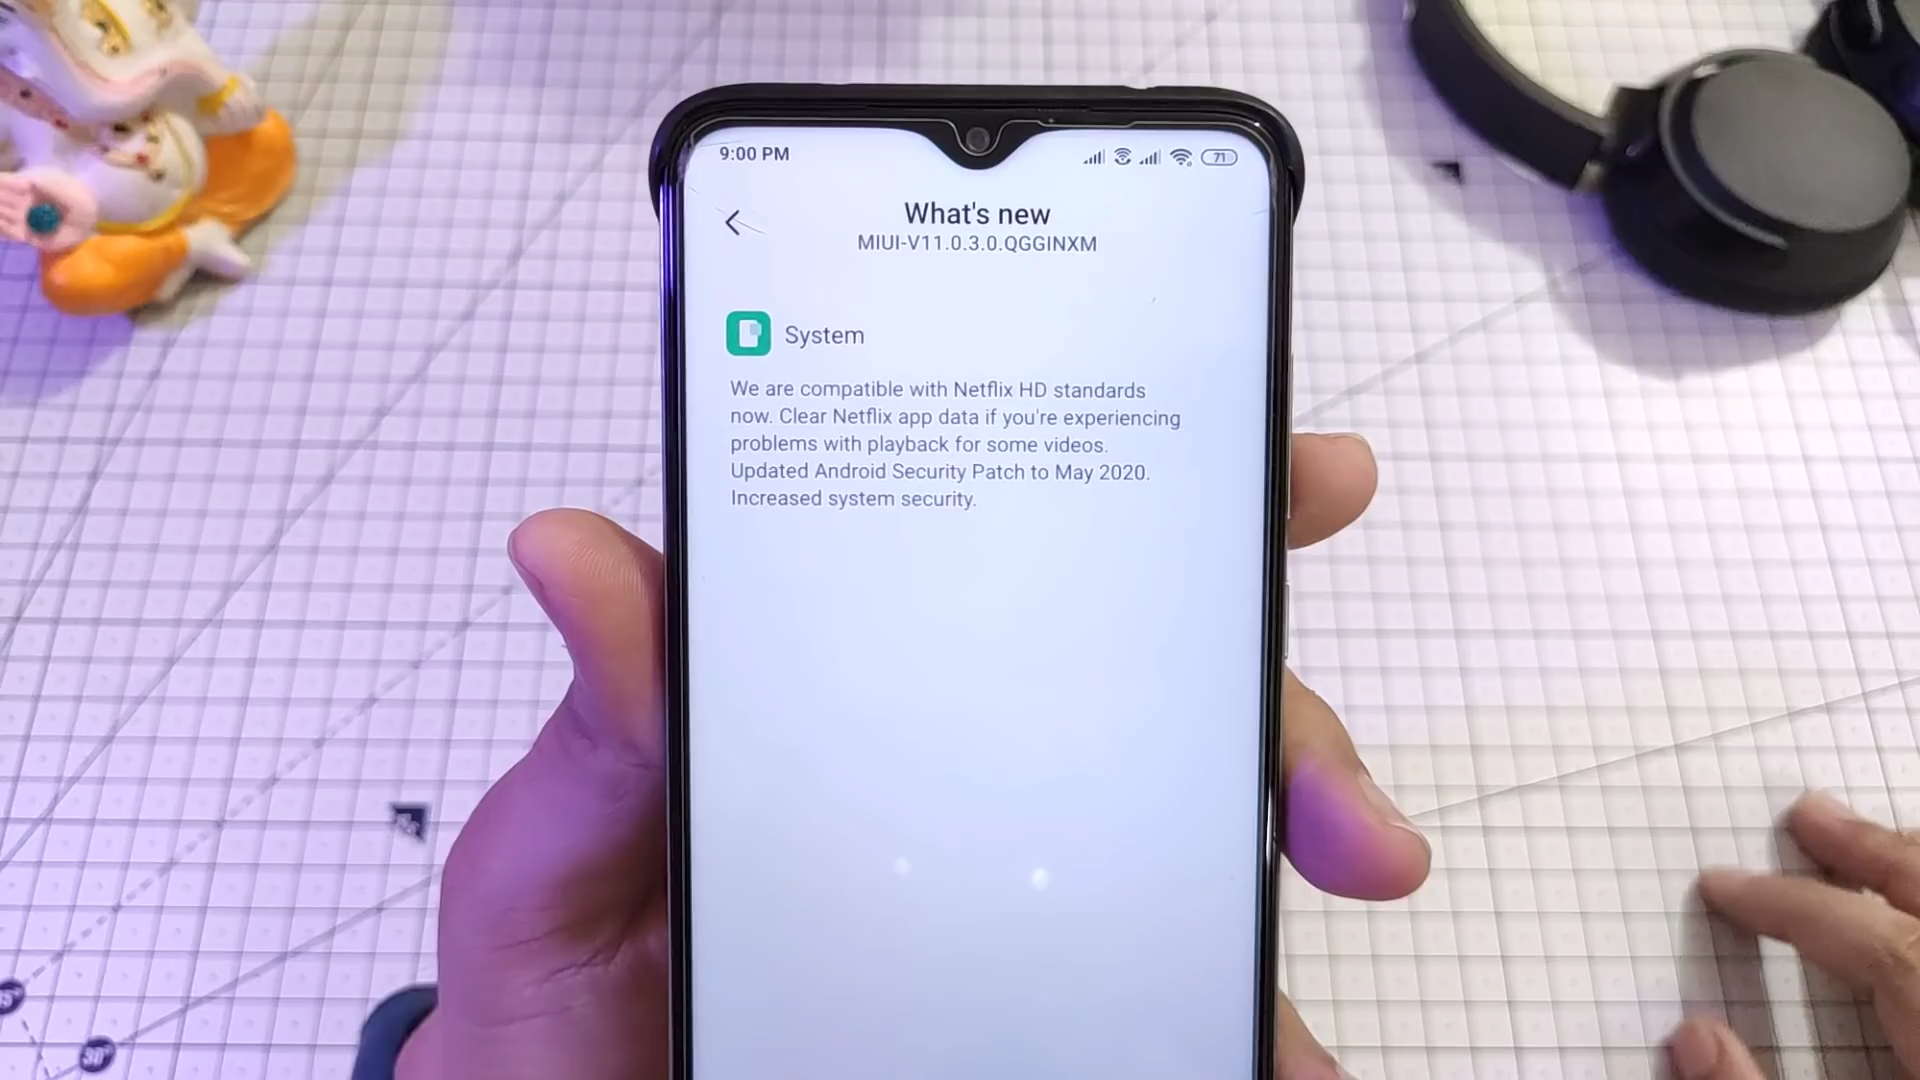 9:00 PM
71
What's new
MIUI-V11.0.3.0.QGGINXM
System
We are compatible with Netflix HD standards
now. Clear Netflix app data if you're experiencing
problems with playback for some videos.
Updated Android Security Patch to May 2020.
Increased system security.
30°